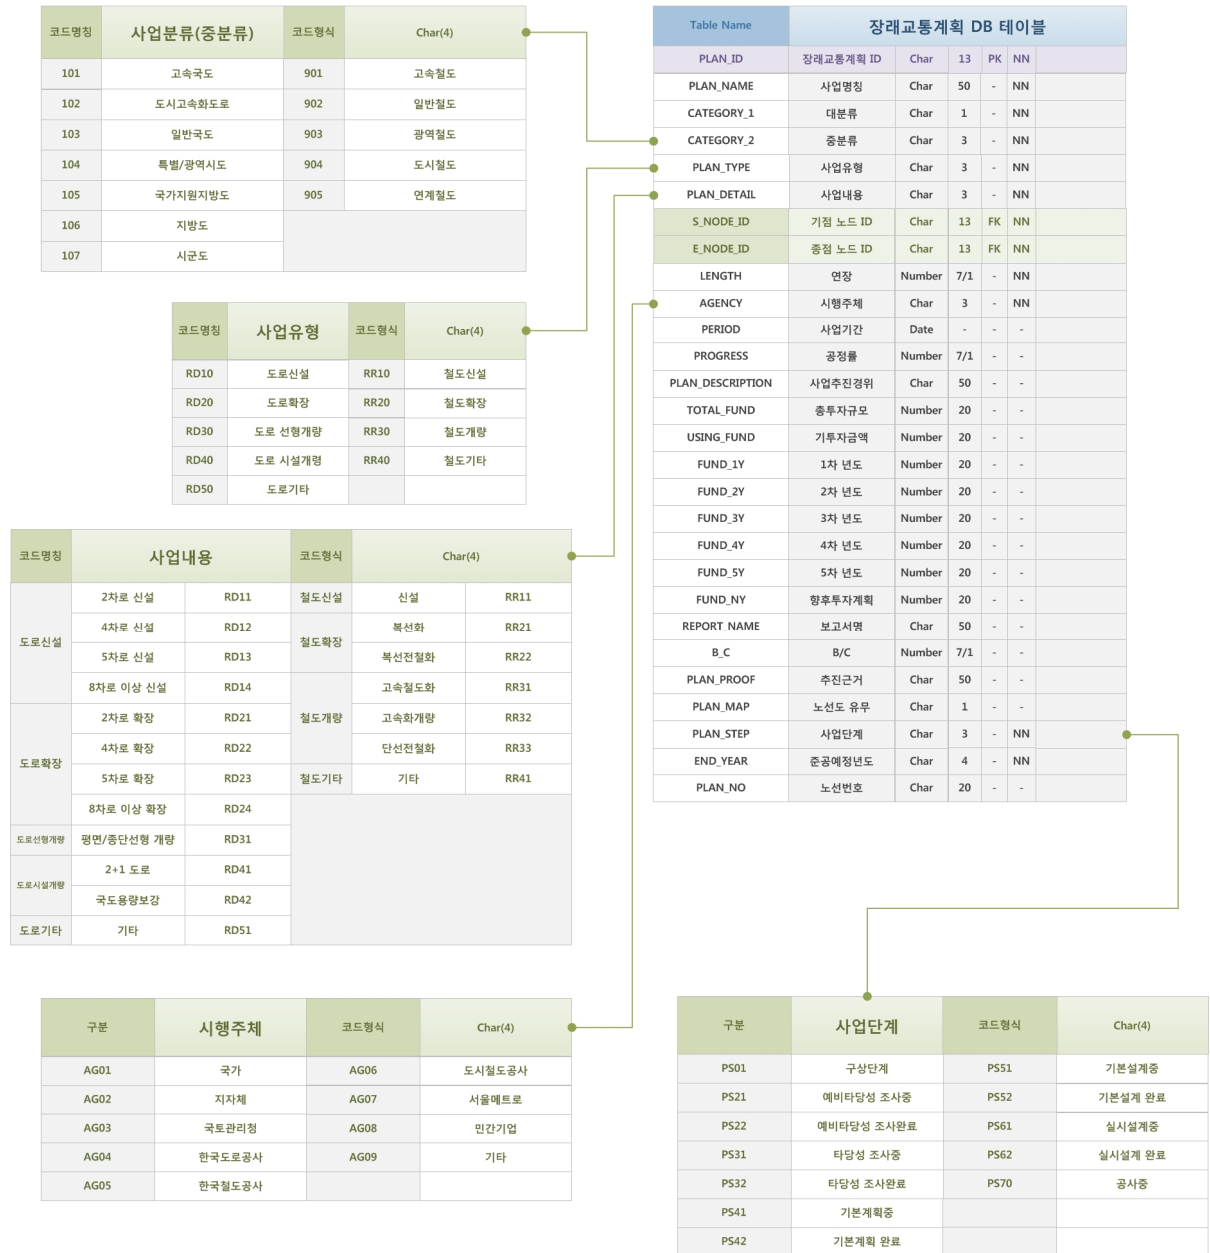 코드명칭 사업분류(중분류) 코드형식 Char(4)
101 고속국도 901 고속철도
102 도시고속화도로 902 일반철도
103 일반국도 903 광역철도
104 특별/광역시도 904 도시철도
105 국가지원지방도 905 연계철도
106 지방도
107 시군도
코드명칭 사업유형 코드형식 Char(4)
RD10 도로신설 RR10 철도신설
RD20 도로확장 RR20 철도확장
RD30 도로 선형개량 RR30 철도개량
RD40 도로 시설개령 RR40 철도기타
RD50 도로기타
코드명칭 사업내용 코드형식 Char(4)
도로신설 2차로 신설 RD11 철도신설 신설 RR11
4차로 신설 RD12 철도확장 복선화 RR21
5차로 신설 RD13 복선전철화 RR22
8차로 이상 신설 RD14 철도개량 고속철도화 RR31
도로확장 2차로 확장 RD21 고속화개량 RR32
4차로 확장 RD22 단선전철화 RR33
5차로 확장 RD23 철도기타 기타 RR41
8차로 이상 확장 RD24
도로선형개량 평면/종단선형 개량 RD31
도로시설개량 2+1 도로 RD41
국도용량보강 RD42
도로기타 기타 RD51
구분 시행주체 코드형식 Char(4)
AG01 국가 AG06 도시철도공사
AG02 지자체 AG07 서울메트로
AG03 국토관리청 AG08 민간기업
AG04 한국도로공사 AG09 기타
AG05 한국철도공사
Table Name 장래교통계획 DB 테이블
PLAN_ID 장래교통계획 ID Char 13 PK NN
PLAN_NAME 사업명칭 Char 50 - NN
CATEGORY_1 대분류 Char 1 - NN
CATEGORY_2 중분류 Char 3 - NN
PLAN_TYPE 사업유형 Char 3 - NN
PLAN_DETAIL 사업내용 Char 3 - NN
S_NODE_ID 기점 노드 ID Char 13 FK NN
E_NODE_ID 종점 노드 ID Char 13 FK NN
LENGTH 연장 Number 7/1 - NN
AGENCY 시행주체 Char 3 - NN
PERIOD 사업기간 Date - - -
PROGRESS 공정률 Number 7/1 - -
PLAN_DESCRIPTION 사업추진경위 Char 50 - -
TOTAL_FUND 총투자규모 Number 20 - -
USING_FUND 기투자금액 Number 20 - -
FUND_1Y 1차 년도 Number 20 - -
FUND_2Y 2차 년도 Number 20 - -
FUND_3Y 3차 년도 Number 20 - -
FUND_4Y 4차 년도 Number 20 - -
FUND_5Y 5차 년도 Number 20 - -
FUND_NY 향후투자계획 Number 20 - -
REPORT_NAME 보고서명 Char 50 - -
B_C B/C Number 7/1 - -
PLAN_PROOF 추진근거 Char 50 - -
PLAN_MAP 노선도 유무 Char 1 - -
PLAN_STEP 사업단계 Char 3 - NN
END_YEAR 준공예정년도 Char 4 - NN
PLAN_NO 노선번호 Char 20 - -
구분 사업단계 코드형식 Char(4)
PS01 구상단계 PS51 기본설계중
PS21 예비타당성 조사중 PS52 기본설계 완료
PS22 예비타당성 조사완료 PS61 실시설계중
PS31 타당성 조사중 PS62 실시설계 완료
PS32 타당성 조사완료 PS70 공사중
PS41 기본계획중
PS42 기본계획 완료